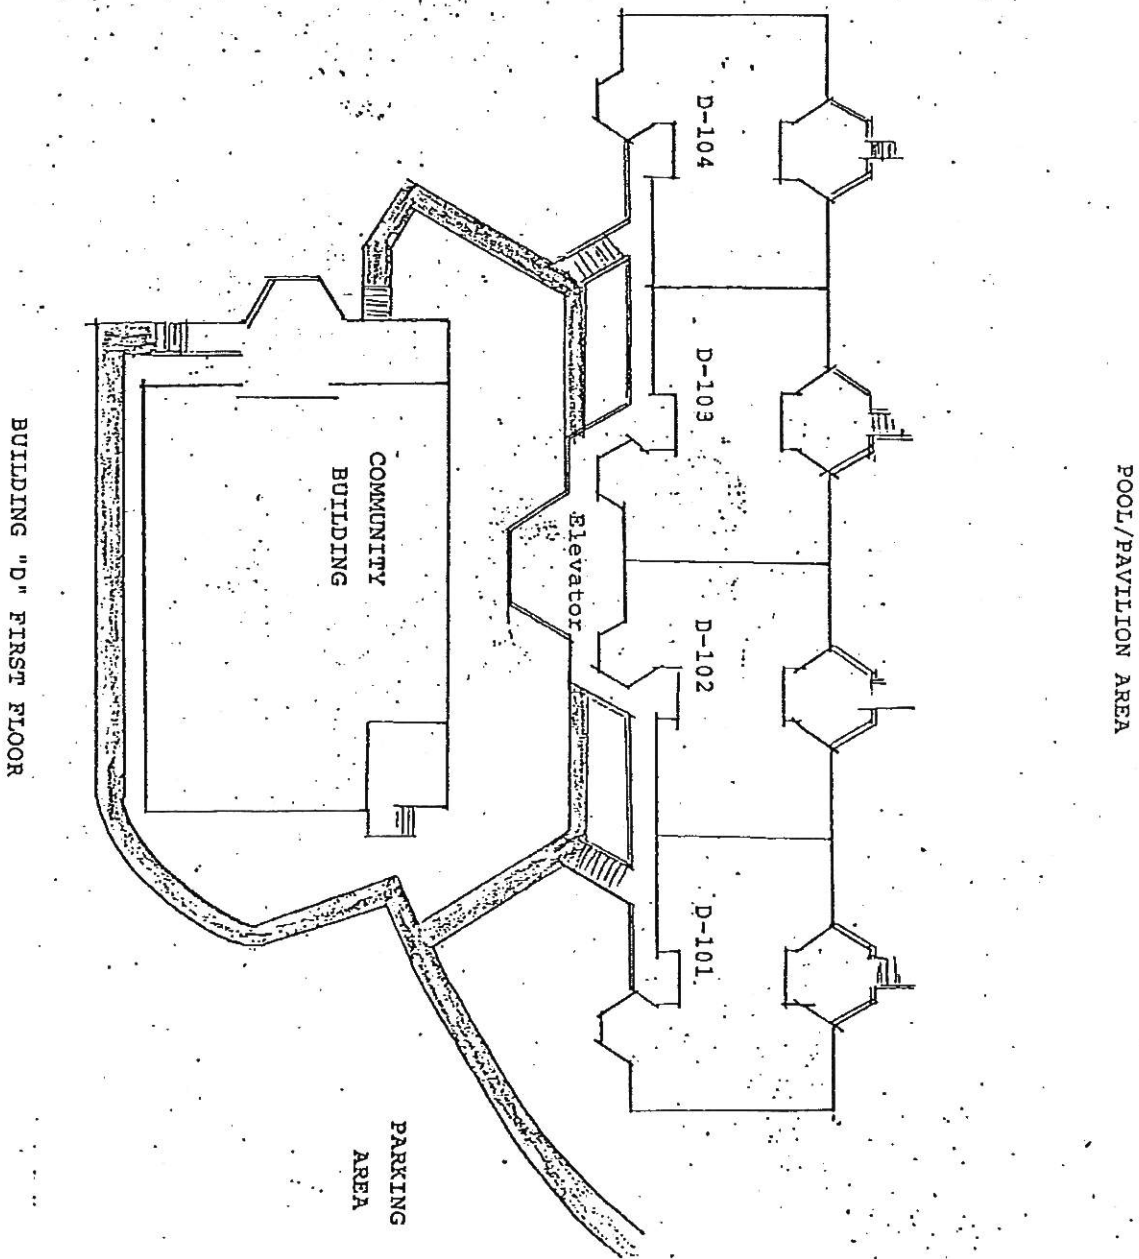 POOL/PAVILION AREA
D-104
D-103
D-102
D-101
Elevator
COMMUNITY
BUILDING
PARKING
AREA
BUILDING "D" FIRST FLOOR